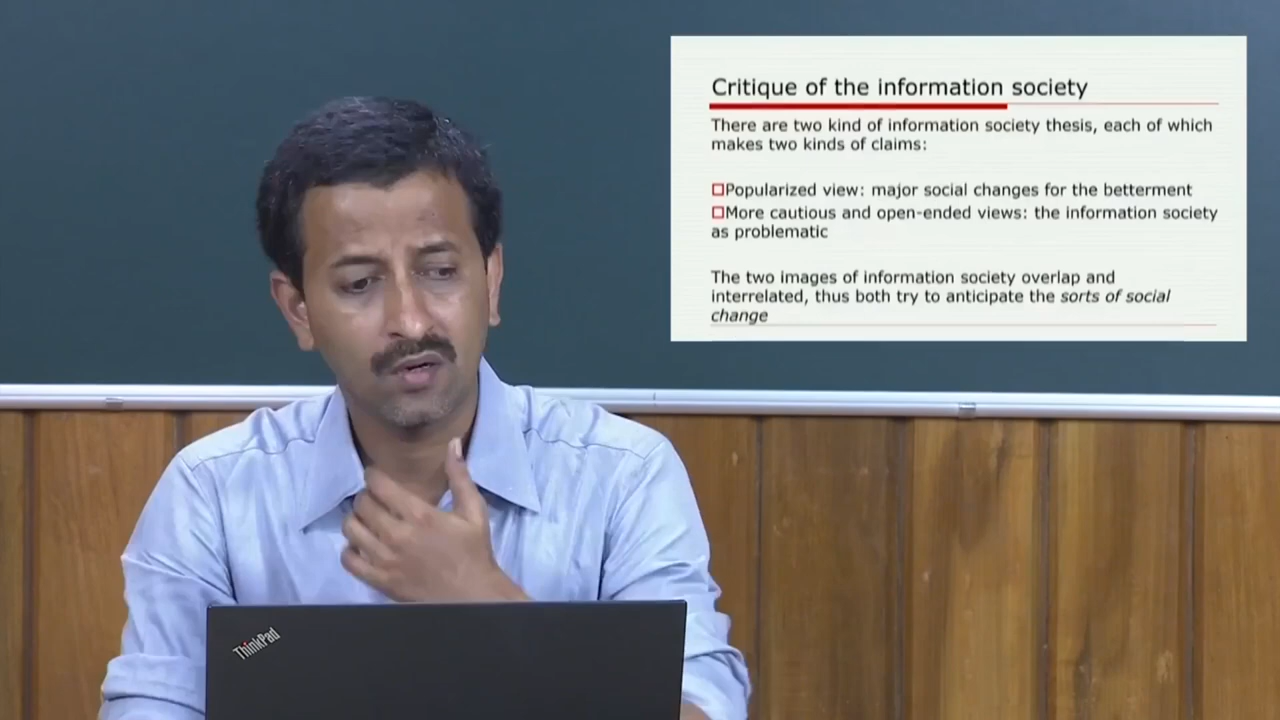 Critique of the information society
There are two kind of information society thesis, each of which
makes two kinds of claims:
Popularized view: major social changes for the betterment
More cautious and open-ended views: the information society
as problematic
The two images of information society overlap and
interrelated, thus both try to anticipate the sorts of social
change
ThinkPad